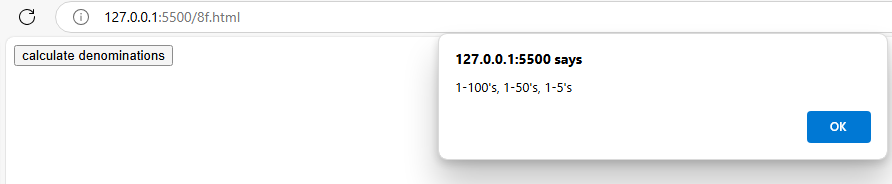 127.0.0.1:5500/8f.html
calculate denominations
127.0.0.1:5500 says
1-100's, 1-50's, 1-5's
OK